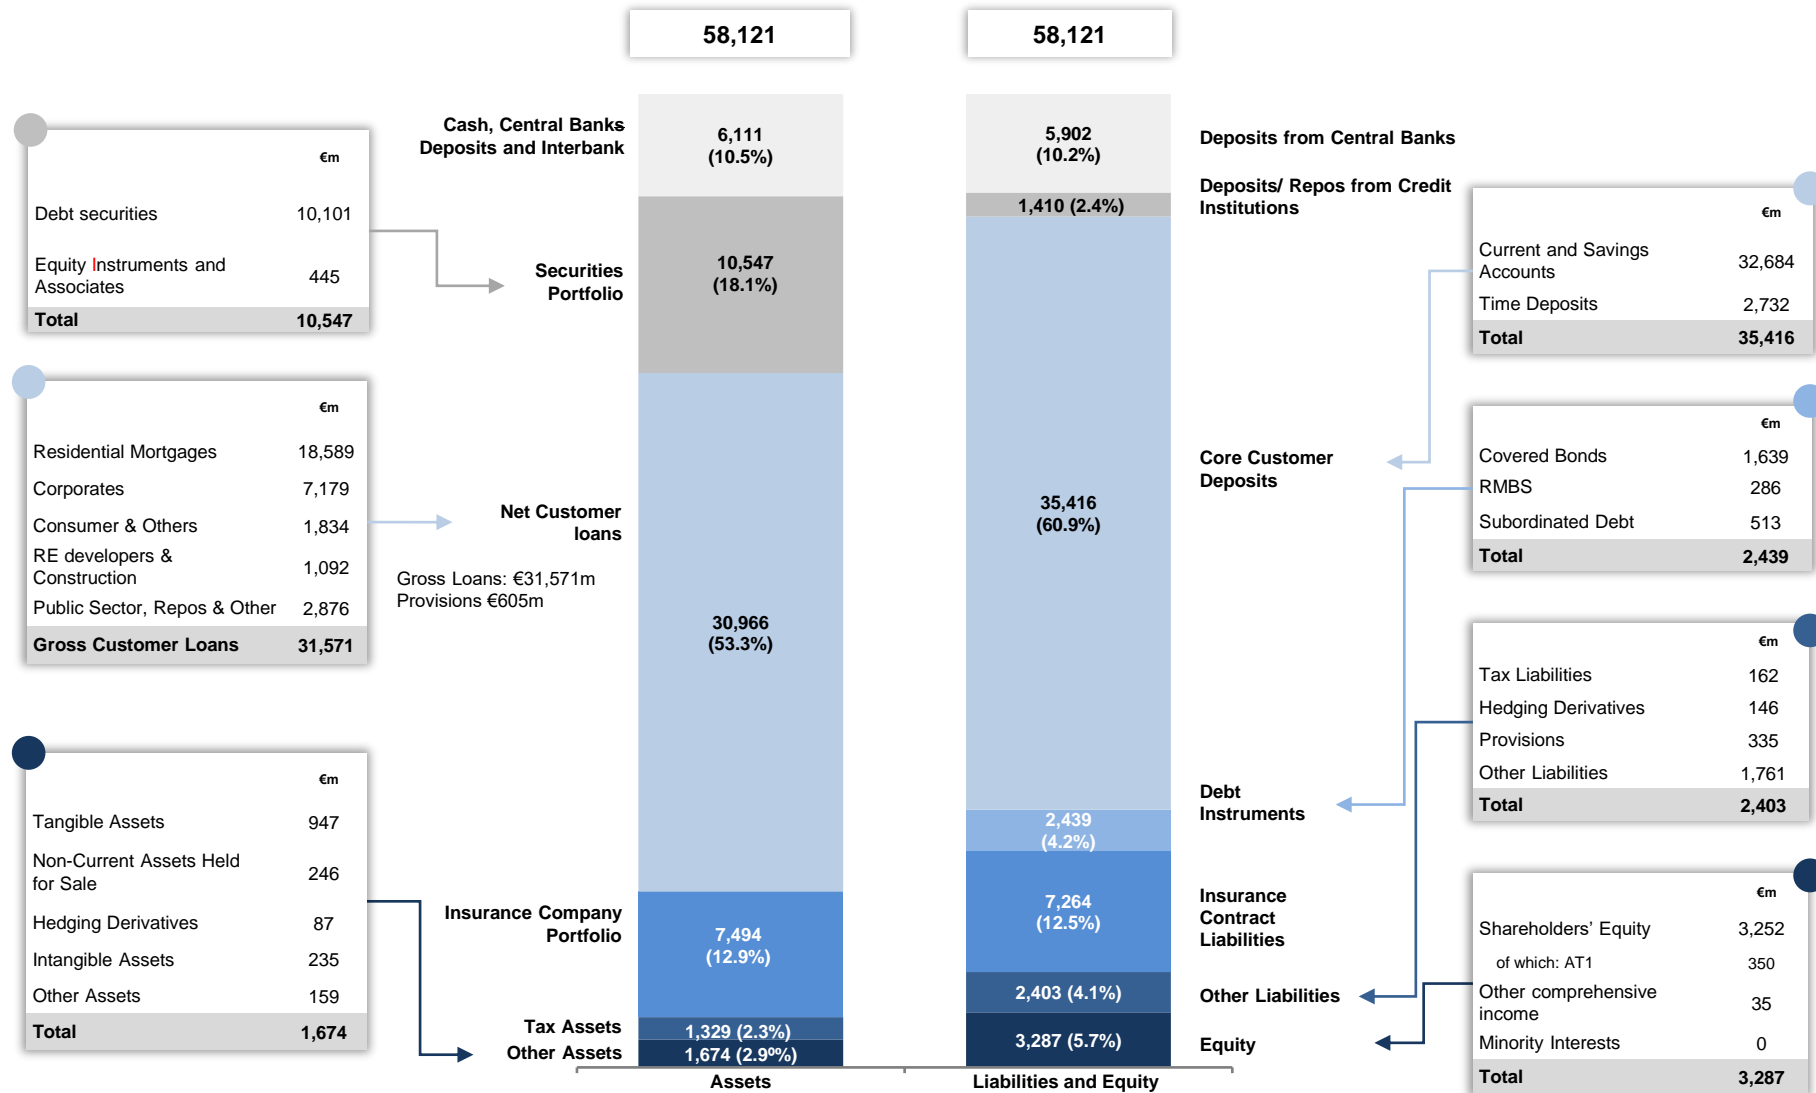 58,121
58,121
€m
Debt securities 10,101
Equity Instruments and
Associates 445
Total 10,547
€m
Residential Mortgages 18,589
Corporates 7,179
Consumer & Others 1,834
RE developers &
Construction 1,092
Public Sector, Repos & Other 2,876
Gross Customer Loans 31,571
€m
Tangible Assets 947
Non-Current Assets Held
for Sale 246
Hedging Derivatives 87
Intangible Assets 235
Other Assets 159
Total 1,674
Cash, Central Banks
Deposits and Interbank
Securities
Portfolio
Net Customer
loans
Gross Loans: €31,571m
Provisions €605m
Insurance Company
Portfolio
Tax Assets
Other Assets
6,111
(10.5%)
10,547
(18.1%)
30,966
(53.3%)
7,494
(12.9%)
1,329 (2.3%)
1,674 (2.9%)
Assets
5,902
(10.2%)
1,410 (2.4%)
35,416
(60.9%)
2,439
(4.2%)
7,264
(12.5%)
2,403 (4.1%)
3,287 (5.7%)
Liabilities and Equity
Deposits from Central Banks
Deposits/ Repos from Credit
Institutions
Core Customer
Deposits
Debt
Instruments
Insurance
Contract
Liabilities
Other Liabilities
Equity
€m
Current and Savings
Accounts 32,684
Time Deposits 2,732
Total 35,416
€m
Covered Bonds 1,639
RMBS 286
Subordinated Debt 513
Total 2,439
€m
Tax Liabilities 162
Hedging Derivatives 146
Provisions 335
Other Liabilities 1,761
Total 2,403
€m
Shareholders’ Equity 3,252
of which: AT1 350
Other comprehensive
income 35
Minority Interests 0
Total 3,287